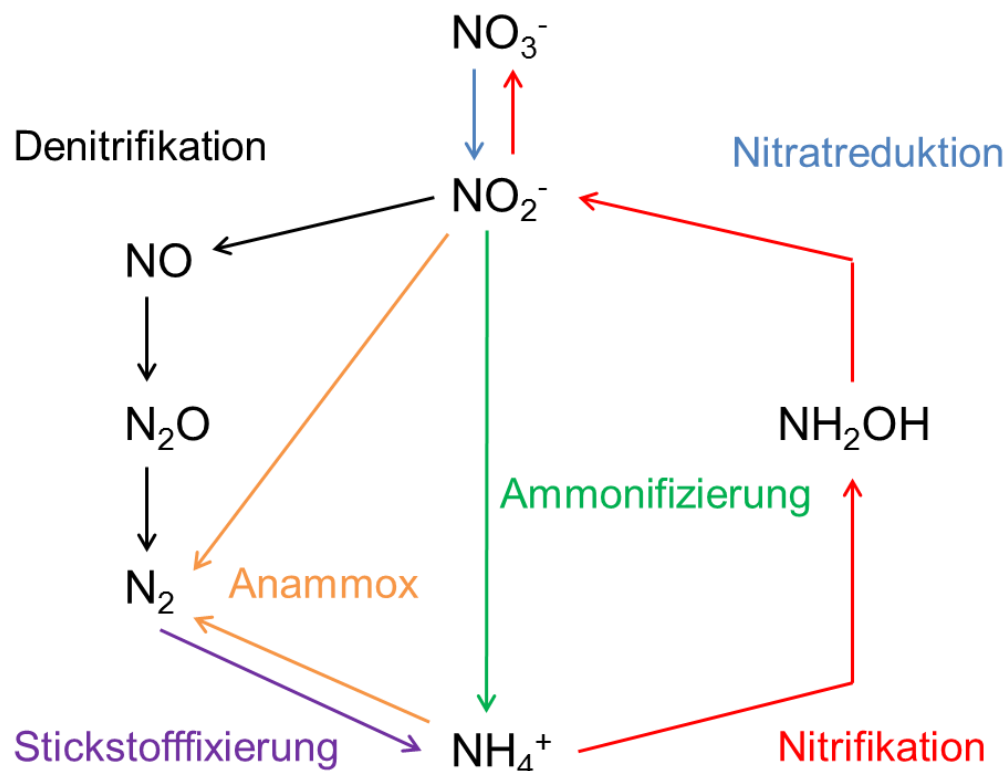 NO₃⁻
Denitrifikation
Nitratreduktion
NO₂⁻
NO
N₂O
NH₂OH
Ammonifizierung
N₂
Anammox
Stickstofffixierung
NH₄⁺
Nitrifikation